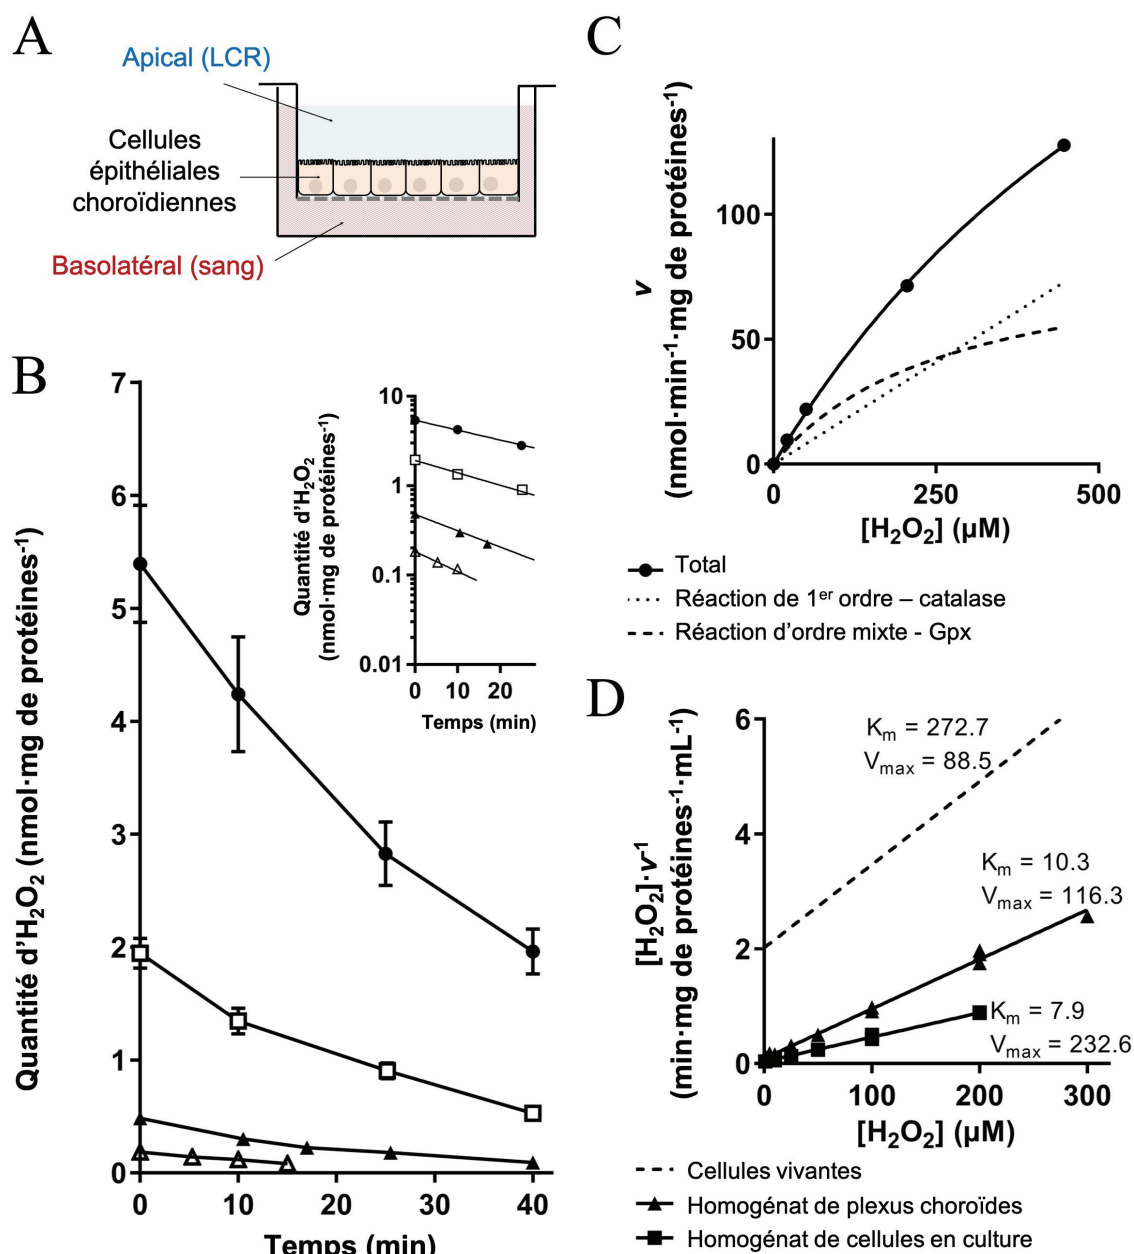 A
Apical (LCR)
Cellules
épithéliales
choroïdiennes
Basolatéral (sang)
B
Quantité d'H₂O₂ (nmol·mg de protéines⁻¹)
7
6
5
4
3
2
1
0
0 10 20 30 40
Temps (min)
Quantité d'H₂O₂
(nmol·mg de protéines⁻¹)
10
1
0.1
0.01
0 10 20
Temps (min)
C
v
(nmol·min⁻¹·mg de protéines⁻¹)
100
50
0
0 250 500
[H₂O₂] (µM)
Total
Réaction de 1ᵉʳ ordre – catalase
Réaction d'ordre mixte - Gpx
D
[H₂O₂]·v⁻¹
(min·mg de protéines⁻¹·mL⁻¹)
6
4
2
0
Kₘ = 272.7
Vₘₐₓ = 88.5
Kₘ = 10.3
Vₘₐₓ = 116.3
Kₘ = 7.9
Vₘₐₓ = 232.6
0 100 200 300
[H₂O₂] (µM)
Cellules vivantes
Homogénat de plexus choroïdes
Homogénat de cellules en culture